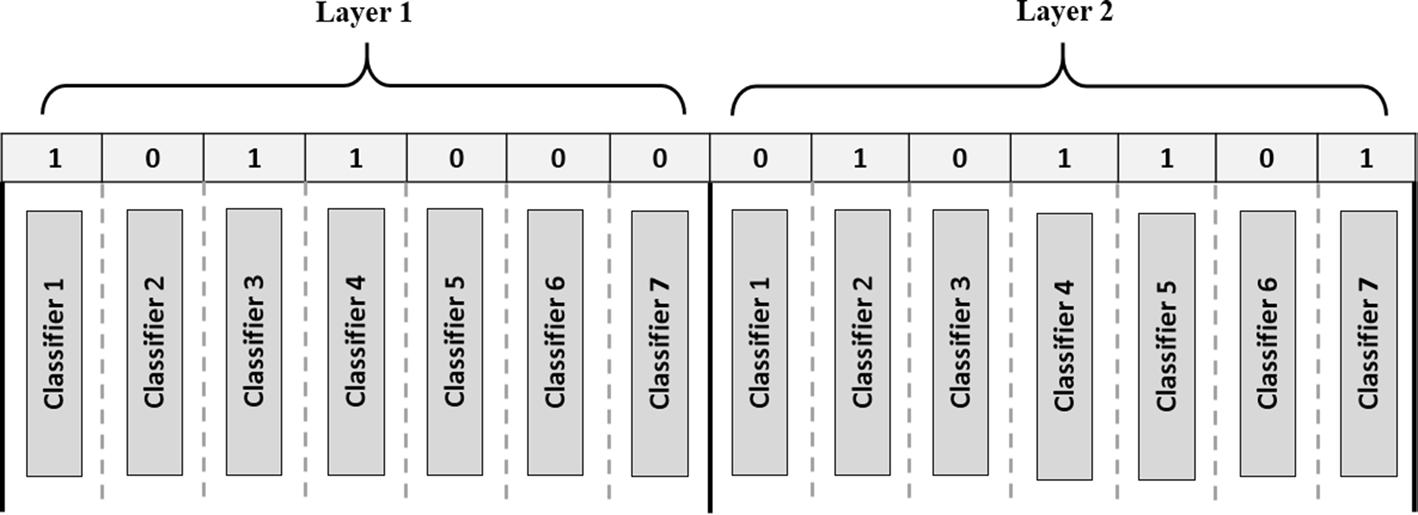 Layer 1 Layer 2
1 0 1 1 0 0 0 0 1 0 1 1 0 1
Classifier 1
Classifier 2
Classifier 3
Classifier 4
Classifier 5
Classifier 6
Classifier 7
Classifier 1
Classifier 2
Classifier 3
Classifier 4
Classifier 5
Classifier 6
Classifier 7